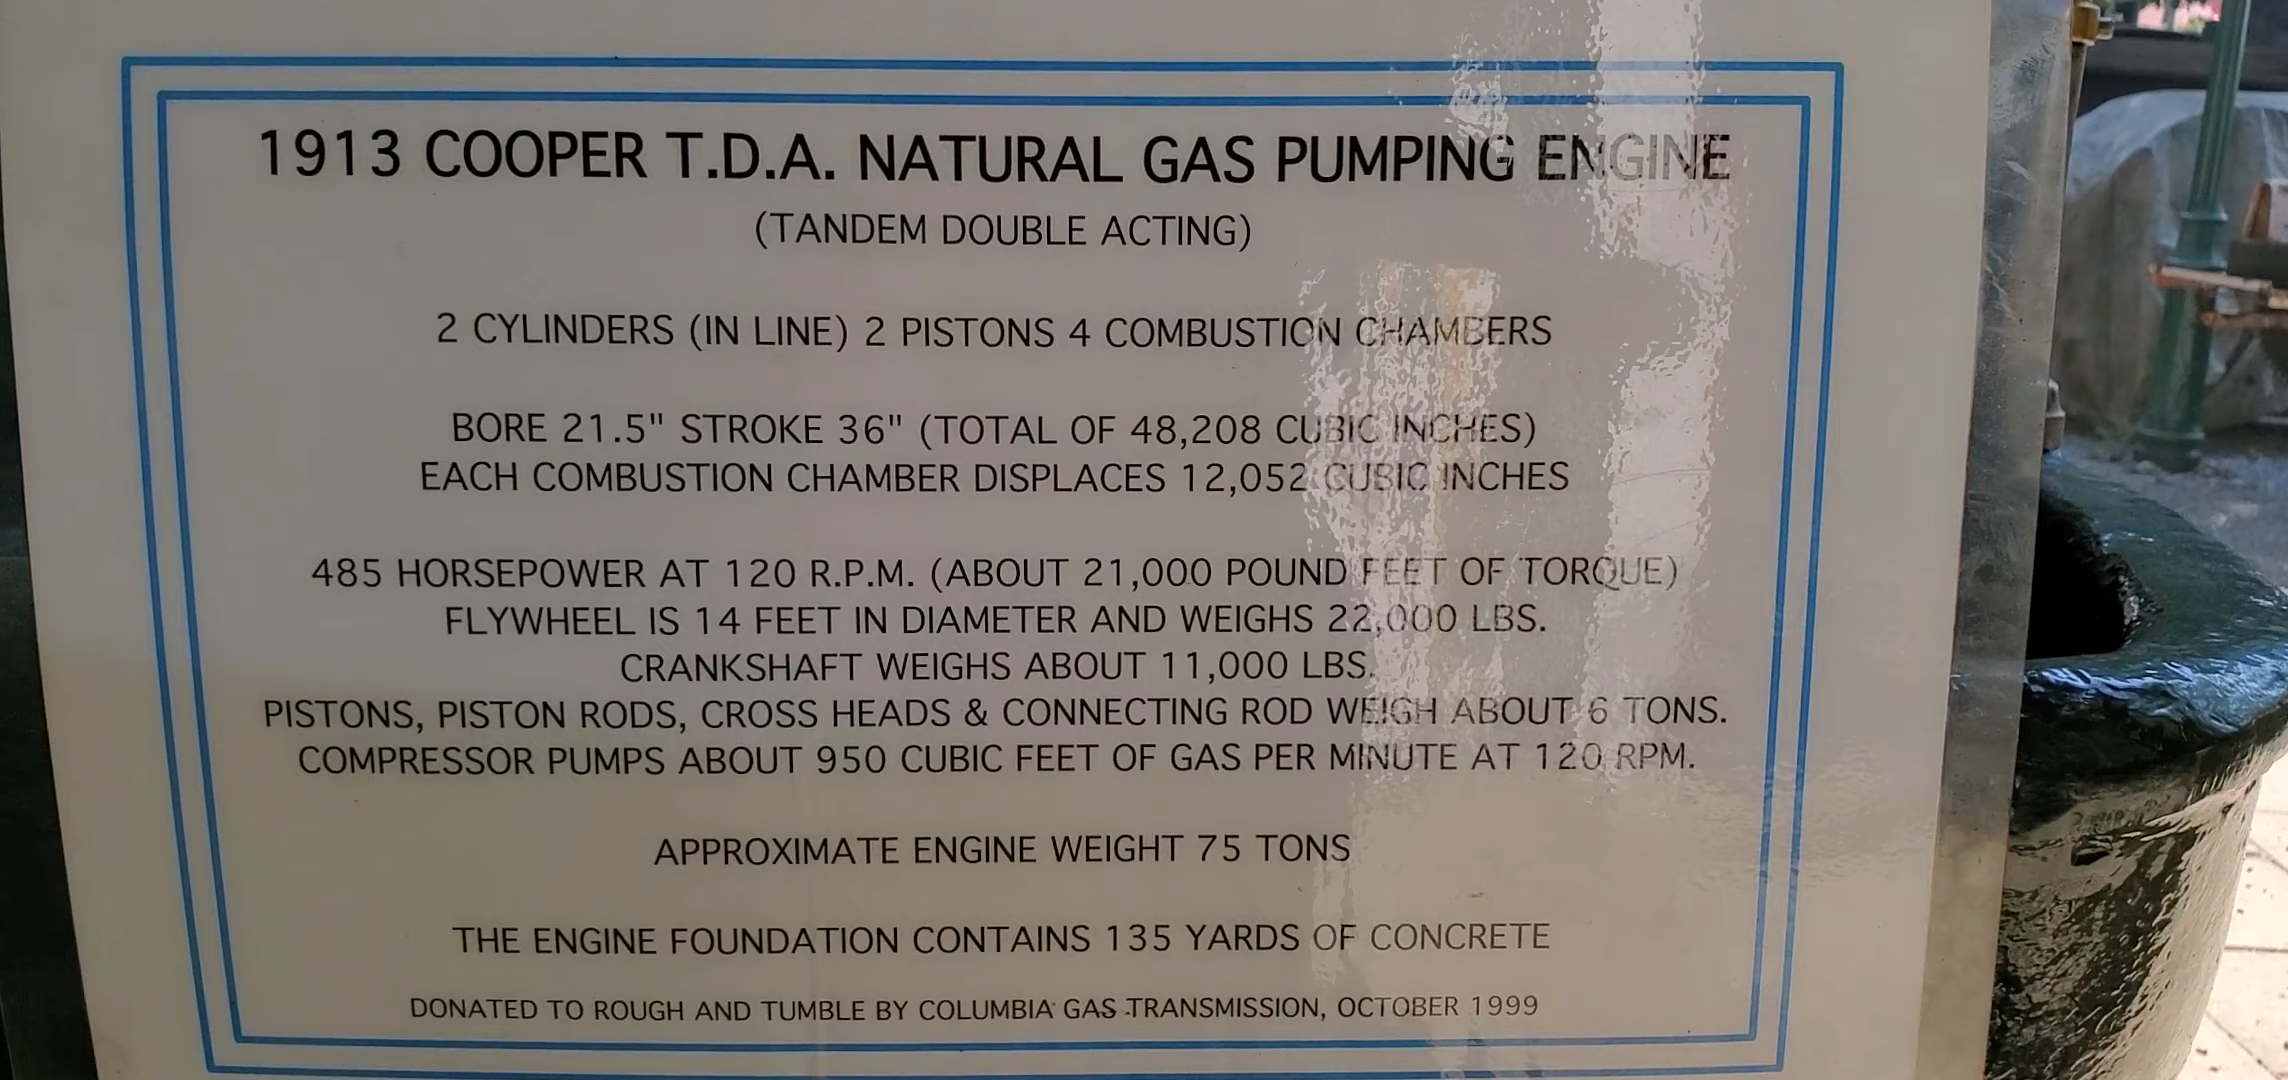 1913 COOPER T.D.A. NATURAL GAS PUMPING ENGINE
(TANDEM DOUBLE ACTING)
2 CYLINDERS (IN LINE) 2 PISTONS 4 COMBUSTION CHAMBERS
BORE 21.5" STROKE 36" (TOTAL OF 48,208 CUBIC INCHES)
EACH COMBUSTION CHAMBER DISPLACES 12,052 CUBIC INCHES
485 HORSEPOWER AT 120 R.P.M. (ABOUT 21,000 POUND FEET OF TORQUE)
FLYWHEEL IS 14 FEET IN DIAMETER AND WEIGHS 22,000 LBS.
CRANKSHAFT WEIGHS ABOUT 11,000 LBS.
PISTONS, PISTON RODS, CROSS HEADS & CONNECTING ROD WEIGH ABOUT 6 TONS.
COMPRESSOR PUMPS ABOUT 950 CUBIC FEET OF GAS PER MINUTE AT 120 RPM.
APPROXIMATE ENGINE WEIGHT 75 TONS
THE ENGINE FOUNDATION CONTAINS 135 YARDS OF CONCRETE
DONATED TO ROUGH AND TUMBLE BY COLUMBIA GAS TRANSMISSION, OCTOBER 1999